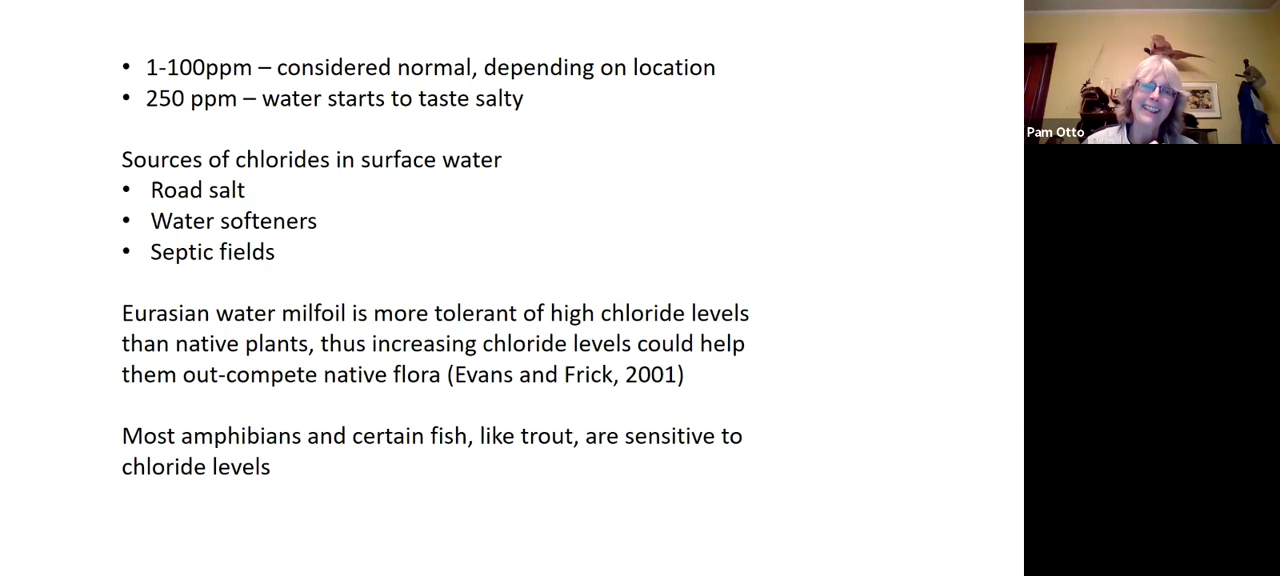 • 1-100ppm – considered normal, depending on location
• 250 ppm – water starts to taste salty
Sources of chlorides in surface water
• Road salt
• Water softeners
• Septic fields
Eurasian water milfoil is more tolerant of high chloride levels
than native plants, thus increasing chloride levels could help
them out-compete native flora (Evans and Frick, 2001)
Most amphibians and certain fish, like trout, are sensitive to
chloride levels
Pam Otto